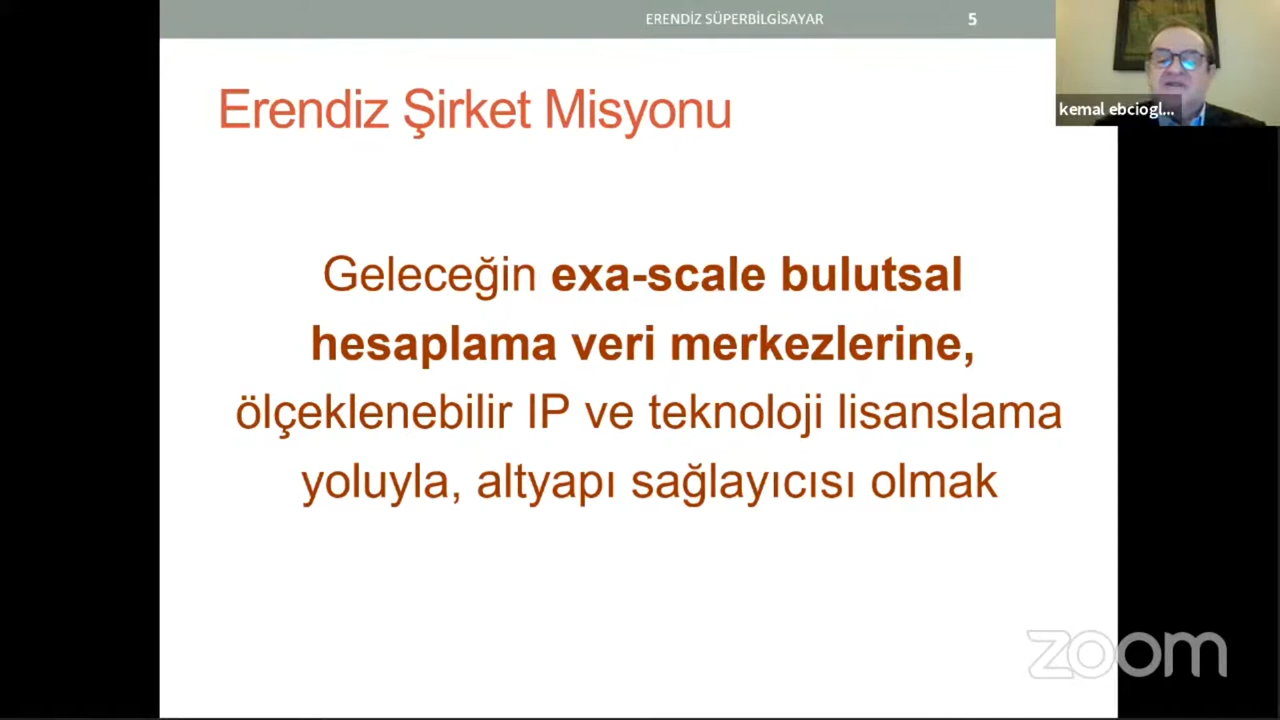 ERENDİZ SÜPERBİLGİSAYAR 5
kemal ebciogl...
Erendiz Şirket Misyonu
Geleceğin exa-scale bulutsal
hesaplama veri merkezlerine,
ölçeklenebilir IP ve teknoloji lisanslama
yoluyla, altyapı sağlayıcısı olmak
zoom